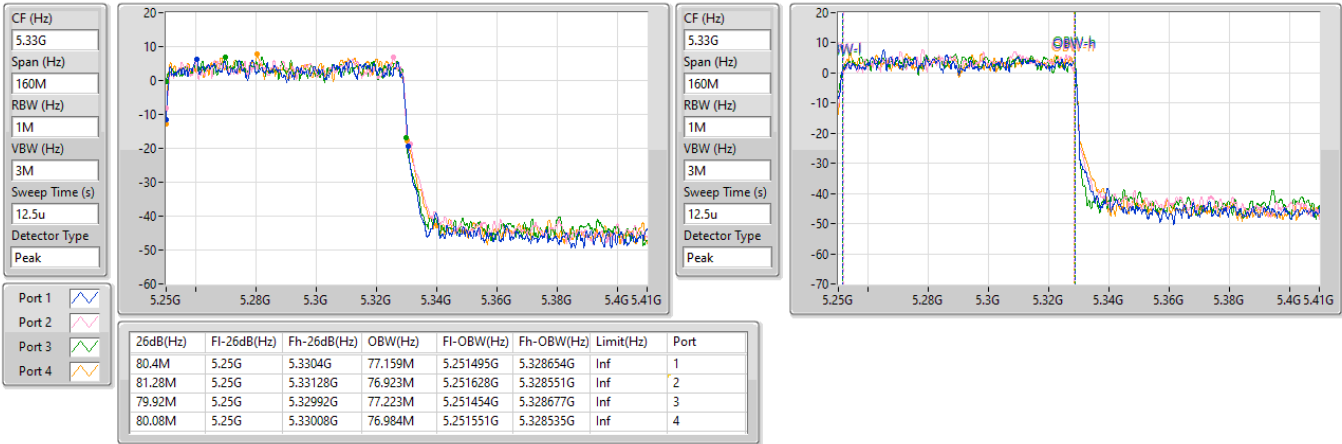 CF (Hz)
5.33G
Span (Hz)
160M
RBW (Hz)
1M
VBW (Hz)
3M
Sweep Time (s)
12.5u
Detector Type
Peak
20-
10-
0-
-10-
-20-
-30-
-40-
-50-
-60-
5.25G 5.28G 5.3G 5.32G 5.34G 5.36G 5.38G 5.4G 5.41G
CF (Hz)
5.33G
Span (Hz)
160M
RBW (Hz)
1M
VBW (Hz)
3M
Sweep Time (s)
12.5u
Detector Type
Peak
20-
10-
0-
-10-
-20-
-30-
-40-
-50-
-60-
-70-
OBW-h
5.25G 5.28G 5.3G 5.32G 5.34G 5.36G 5.38G 5.4G 5.41G
Port 1
Port 2
Port 3
Port 4
26dB(Hz) Fl-26dB(Hz) Fh-26dB(Hz) OBW(Hz) Fl-OBW(Hz) Fh-OBW(Hz) Limit(Hz) Port
80.4M 5.25G 5.3304G 77.159M 5.251495G 5.328654G Inf 1
81.28M 5.25G 5.33128G 76.923M 5.251628G 5.328551G Inf 2
79.92M 5.25G 5.32992G 77.223M 5.251454G 5.328677G Inf 3
80.08M 5.25G 5.33008G 76.984M 5.251551G 5.328535G Inf 4